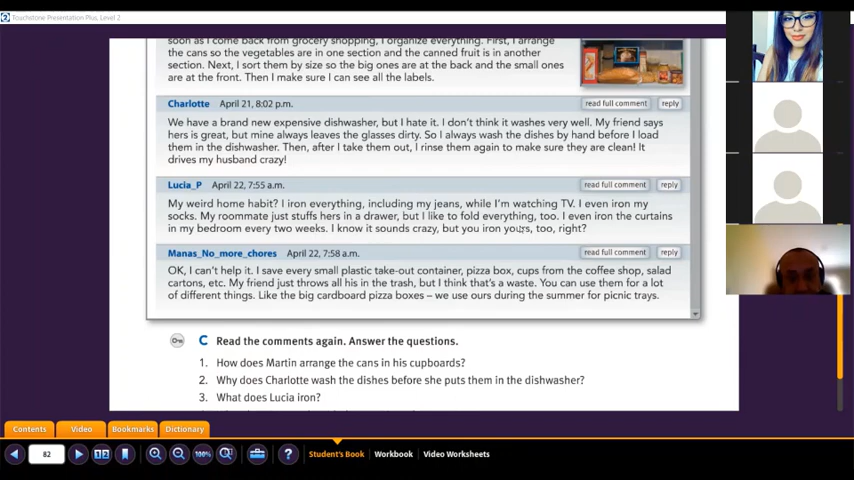 Touchstone Presentation Plus, Level 2
soon as I come back from grocery shopping, I organize everything. First, I arrange
the cans so the vegetables are in one section and the canned fruit is in another
section. Next, I sort them by size so the big ones are at the back and the small ones
are at the front. Then I make sure I can see all the labels.
Charlotte April 21, 8:02 p.m. read full comment reply
We have a brand new expensive dishwasher, but I hate it. I don't think it washes very well. My friend says
hers is great, but mine always leaves the glasses dirty. So I always wash the dishes by hand before I load
them in the dishwasher. Then, after I take them out, I rinse them again to make sure they are clean! It
drives my husband crazy!
Lucia_P April 22, 7:55 a.m. read full comment reply
My weird home habit? I iron everything, including my jeans, while I'm watching TV. I even iron my
socks. My roommate just stuffs hers in a drawer, but I like to fold everything, too. I even iron the curtains
in my bedroom every two weeks. I know it sounds crazy, but you iron yours, too, right?
Manas_No_more_chores April 22, 7:58 a.m. read full comment reply
OK, I can't help it. I save every small plastic take-out container, pizza box, cups from the coffee shop, salad
cartons, etc. My friend just throws all his in the trash, but I think that's a waste. You can use them for a lot
of different things. Like the big cardboard pizza boxes – we use ours during the summer for picnic trays.
C Read the comments again. Answer the questions.
1. How does Martin arrange the cans in his cupboards?
2. Why does Charlotte wash the dishes before she puts them in the dishwasher?
3. What does Lucia iron?
Contents Video Bookmarks Dictionary
82 1 2 100% ? Student's Book Workbook Video Worksheets